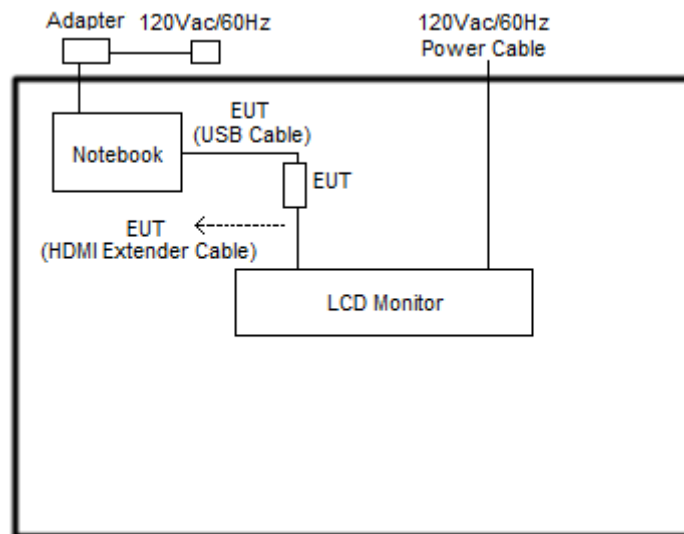 Adapter
120Vac/60Hz
120Vac/60Hz
Power Cable
EUT
(USB Cable)
Notebook
EUT
EUT
(HDMI Extender Cable)
LCD Monitor